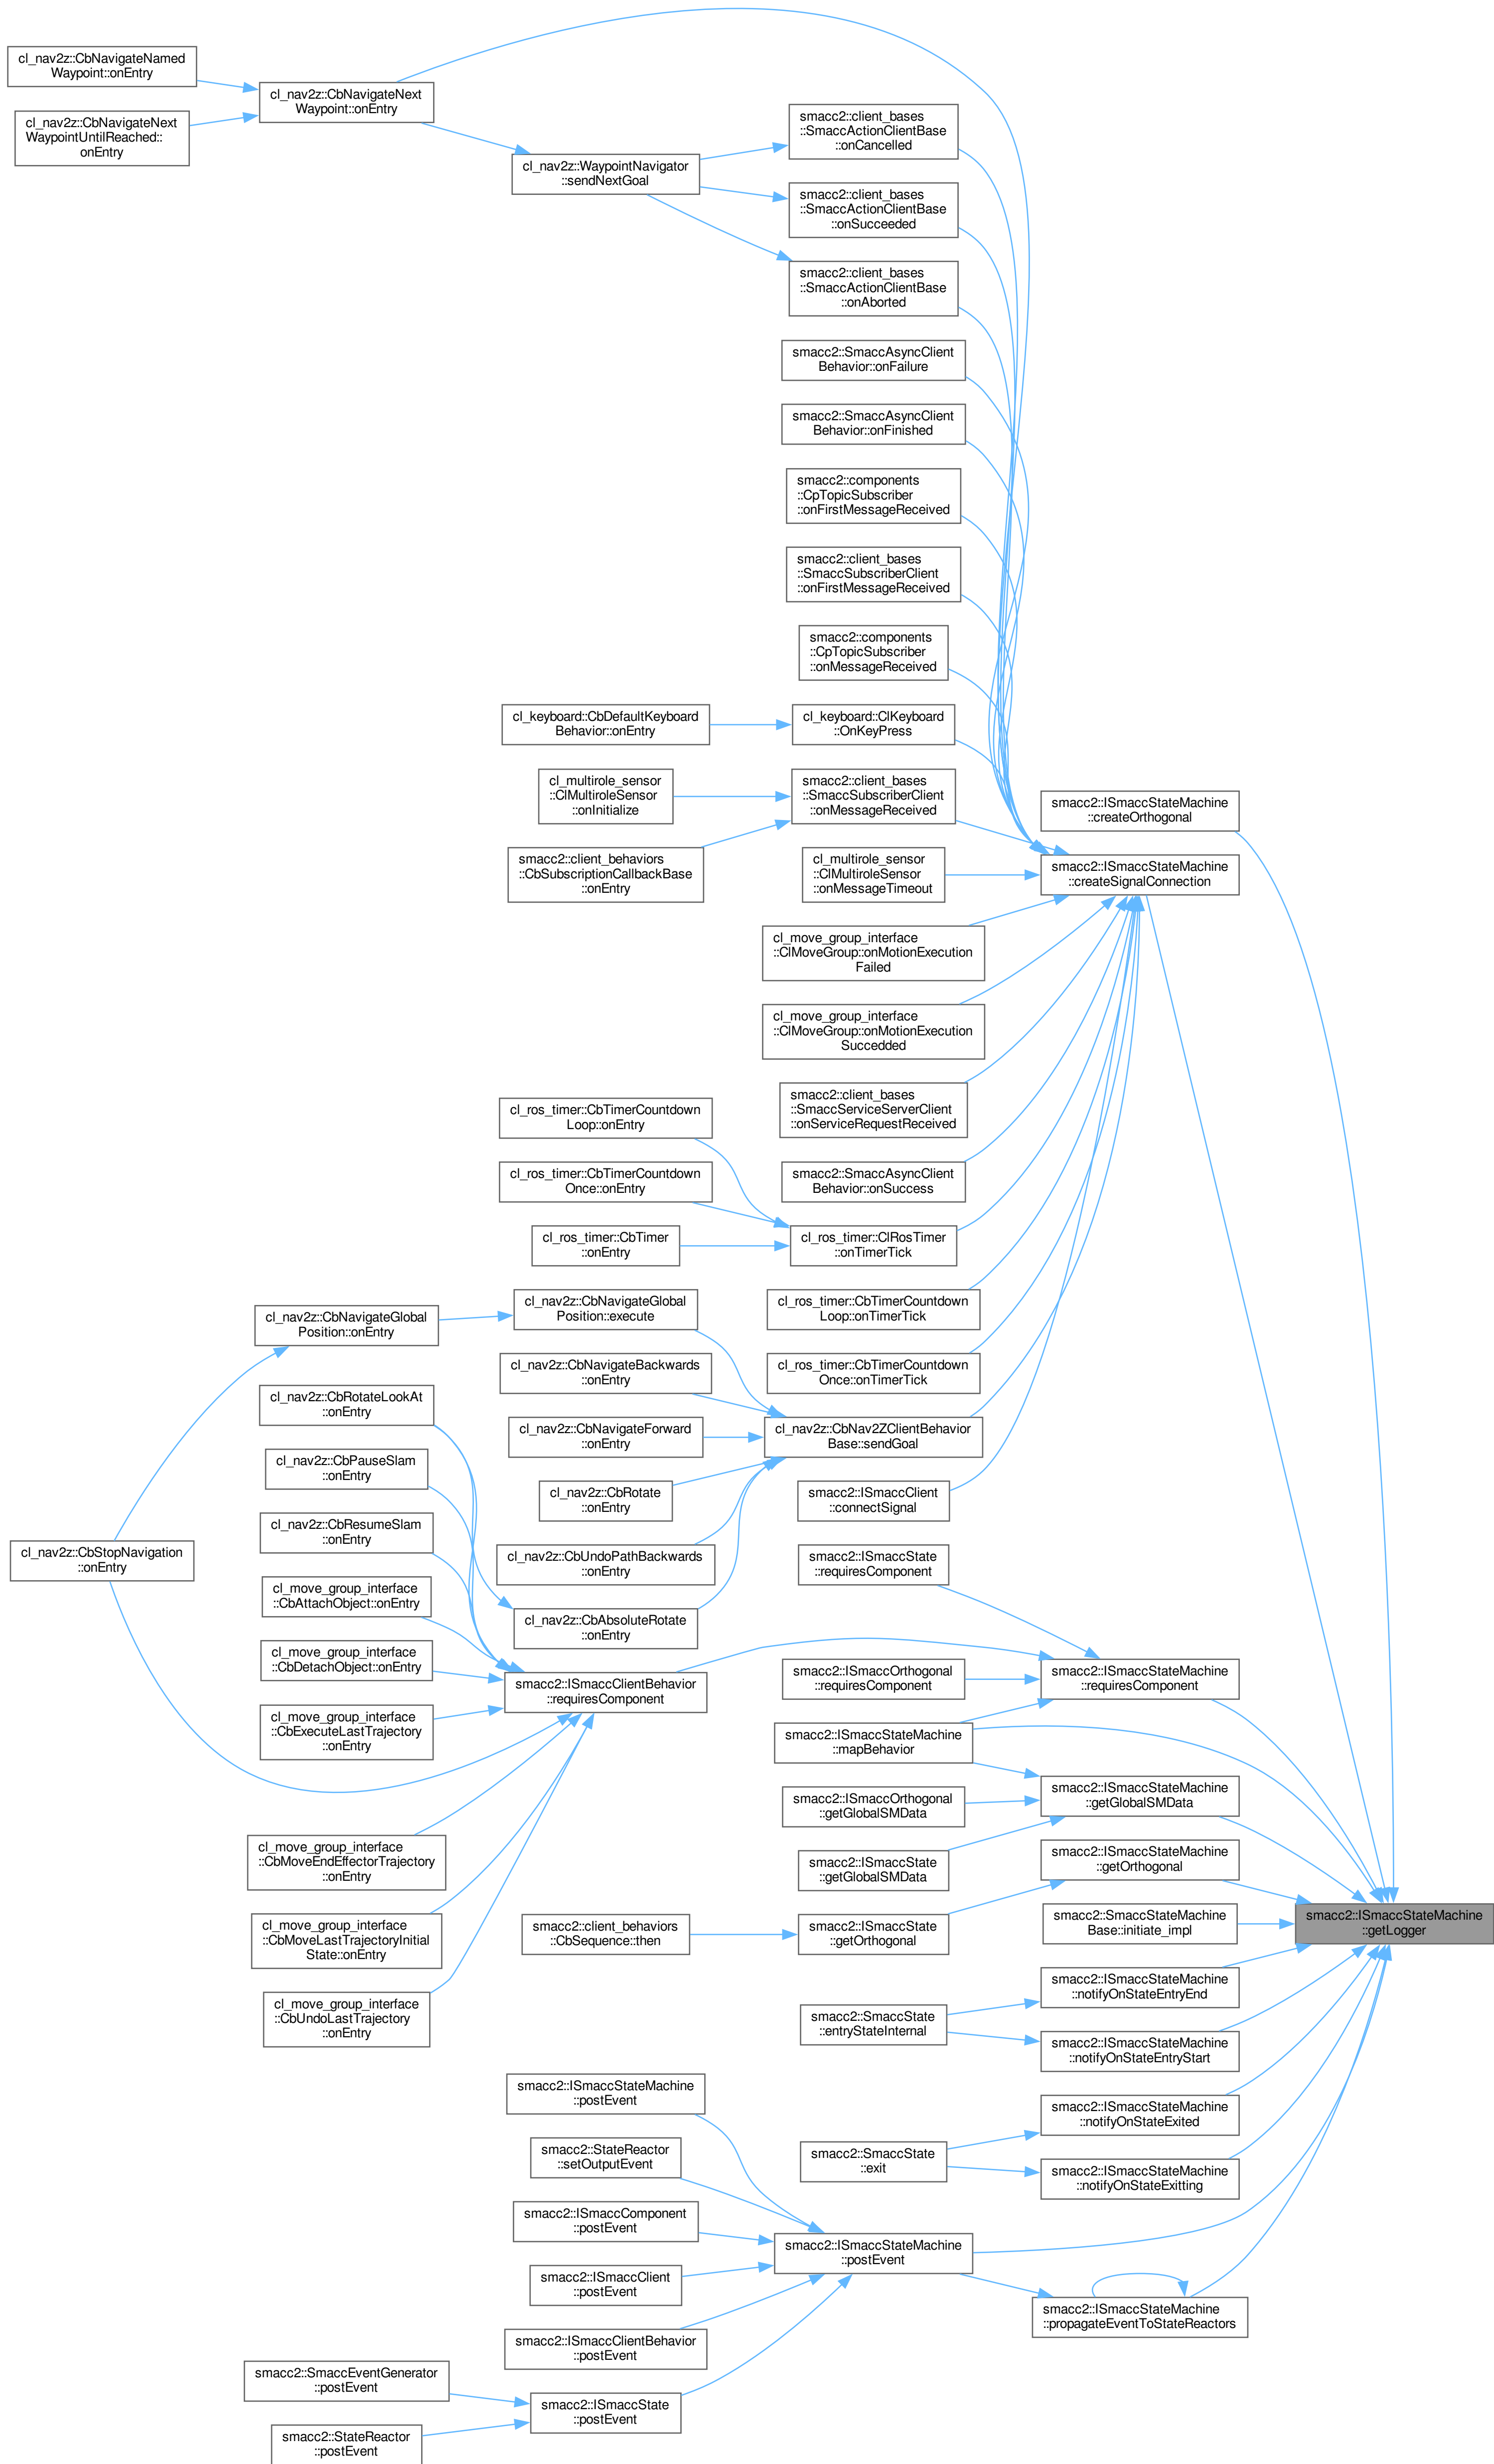 cl_nav2z::CbNavigateNamed
Waypoint::onEntry
cl_nav2z::CbNavigateNext
WaypointUntilReached::
onEntry
cl_nav2z::CbNavigateNext
Waypoint::onEntry
cl_nav2z::WaypointNavigator
::sendNextGoal
smacc2::client_bases
::SmaccActionClientBase
::onCancelled
smacc2::client_bases
::SmaccActionClientBase
::onSucceeded
smacc2::client_bases
::SmaccActionClientBase
::onAborted
smacc2::SmaccAsyncClient
Behavior::onFailure
smacc2::SmaccAsyncClient
Behavior::onFinished
smacc2::components
::CpTopicSubscriber
::onFirstMessageReceived
smacc2::client_bases
::SmaccSubscriberClient
::onFirstMessageReceived
smacc2::components
::CpTopicSubscriber
::onMessageReceived
cl_keyboard::CbDefaultKeyboard
Behavior::onEntry
cl_keyboard::ClKeyboard
::OnKeyPress
cl_multirole_sensor
::ClMultiroleSensor
::onInitialize
smacc2::client_bases
::SmaccSubscriberClient
::onMessageReceived
smacc2::ISmaccStateMachine
::createOrthogonal
smacc2::client_behaviors
::CbSubscriptionCallbackBase
::onEntry
cl_multirole_sensor
::ClMultiroleSensor
::onMessageTimeout
smacc2::ISmaccStateMachine
::createSignalConnection
cl_move_group_interface
::ClMoveGroup::onMotionExecution
Failed
cl_move_group_interface
::ClMoveGroup::onMotionExecution
Succedded
smacc2::client_bases
::SmaccServiceServerClient
::onServiceRequestReceived
cl_ros_timer::CbTimerCountdown
Loop::onEntry
cl_ros_timer::CbTimerCountdown
Once::onEntry
smacc2::SmaccAsyncClient
Behavior::onSuccess
cl_ros_timer::CbTimer
::onEntry
cl_ros_timer::ClRosTimer
::onTimerTick
cl_nav2z::CbNavigateGlobal
Position::onEntry
cl_nav2z::CbNavigateGlobal
Position::execute
cl_ros_timer::CbTimerCountdown
Loop::onTimerTick
cl_nav2z::CbRotateLookAt
::onEntry
cl_nav2z::CbNavigateBackwards
::onEntry
cl_ros_timer::CbTimerCountdown
Once::onTimerTick
cl_nav2z::CbPauseSlam
::onEntry
cl_nav2z::CbNavigateForward
::onEntry
cl_nav2z::CbNav2ZClientBehavior
Base::sendGoal
cl_nav2z::CbRotate
::onEntry
smacc2::ISmaccClient
::connectSignal
cl_nav2z::CbStopNavigation
::onEntry
cl_nav2z::CbResumeSlam
::onEntry
cl_nav2z::CbUndoPathBackwards
::onEntry
smacc2::ISmaccState
::requiresComponent
cl_move_group_interface
::CbAttachObject::onEntry
cl_nav2z::CbAbsoluteRotate
::onEntry
cl_move_group_interface
::CbDetachObject::onEntry
smacc2::ISmaccClientBehavior
::requiresComponent
smacc2::ISmaccOrthogonal
::requiresComponent
smacc2::ISmaccStateMachine
::requiresComponent
cl_move_group_interface
::CbExecuteLastTrajectory
::onEntry
smacc2::ISmaccStateMachine
::mapBehavior
smacc2::ISmaccOrthogonal
::getGlobalSMData
smacc2::ISmaccStateMachine
::getGlobalSMData
cl_move_group_interface
::CbMoveEndEffectorTrajectory
::onEntry
smacc2::ISmaccState
::getGlobalSMData
smacc2::ISmaccStateMachine
::getOrthogonal
cl_move_group_interface
::CbMoveLastTrajectoryInitial
State::onEntry
smacc2::client_behaviors
::CbSequence::then
smacc2::ISmaccState
::getOrthogonal
smacc2::SmaccStateMachine
Base::initiate_impl
smacc2::ISmaccStateMachine
::getLogger
cl_move_group_interface
::CbUndoLastTrajectory
::onEntry
smacc2::ISmaccStateMachine
::notifyOnStateEntryEnd
smacc2::SmaccState
::entryStateInternal
smacc2::ISmaccStateMachine
::notifyOnStateEntryStart
smacc2::ISmaccStateMachine
::postEvent
smacc2::ISmaccStateMachine
::notifyOnStateExited
smacc2::StateReactor
::setOutputEvent
smacc2::SmaccState
::exit
smacc2::ISmaccStateMachine
::notifyOnStateExitting
smacc2::ISmaccComponent
::postEvent
smacc2::ISmaccStateMachine
::postEvent
smacc2::ISmaccClient
::postEvent
smacc2::ISmaccStateMachine
::propagateEventToStateReactors
smacc2::ISmaccClientBehavior
::postEvent
smacc2::SmaccEventGenerator
::postEvent
smacc2::ISmaccState
::postEvent
smacc2::StateReactor
::postEvent